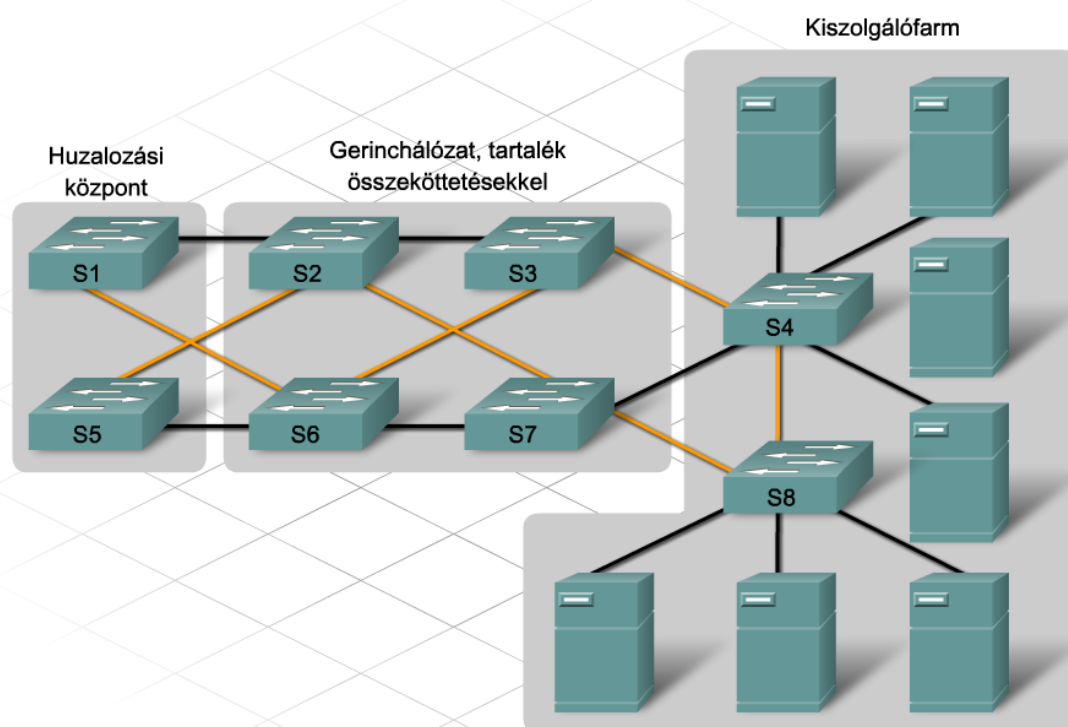 Kiszolgálófarm
Huzalozási
központ
Gerinchálózat, tartalék
összeköttetésekkel
S1
S2
S3
S4
S5
S6
S7
S8